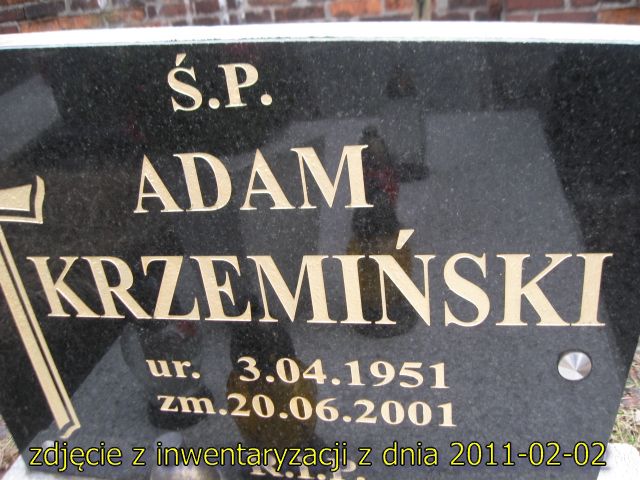 Ś.P.
ADAM
KRZEMIŃSKI
ur. 3.04.1951
zm.20.06.2001
zdjęcie z inwentaryzacji z dnia 2011-02-02
R.I.P.